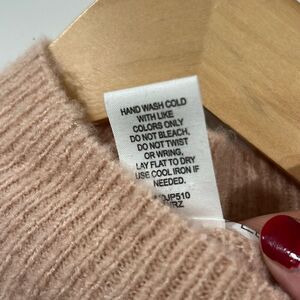 HAND WASH COLD
WITH LIKE
COLORS ONLY
DO NOT BLEACH,
DO NOT TWIST
OR WRING,
LAY FLAT TO DRY
USE COOL IRON IF
NEEDED.